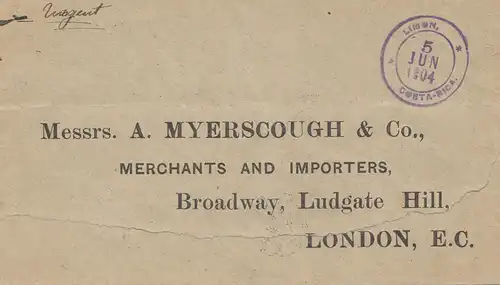 Urgent
LIMON,
5
JUN
1904
COSTA-RICA.
Messrs. A. MYERSCOUGH & Co.,
MERCHANTS AND IMPORTERS,
Broadway, Ludgate Hill,
LONDON, E.C.